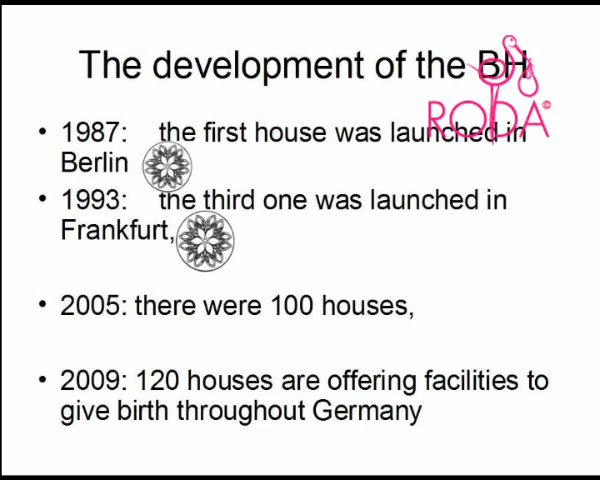 The development of the BH
RODA©
• 1987: the first house was launched in
Berlin
• 1993: the third one was launched in
Frankfurt,
• 2005: there were 100 houses,
• 2009: 120 houses are offering facilities to
give birth throughout Germany